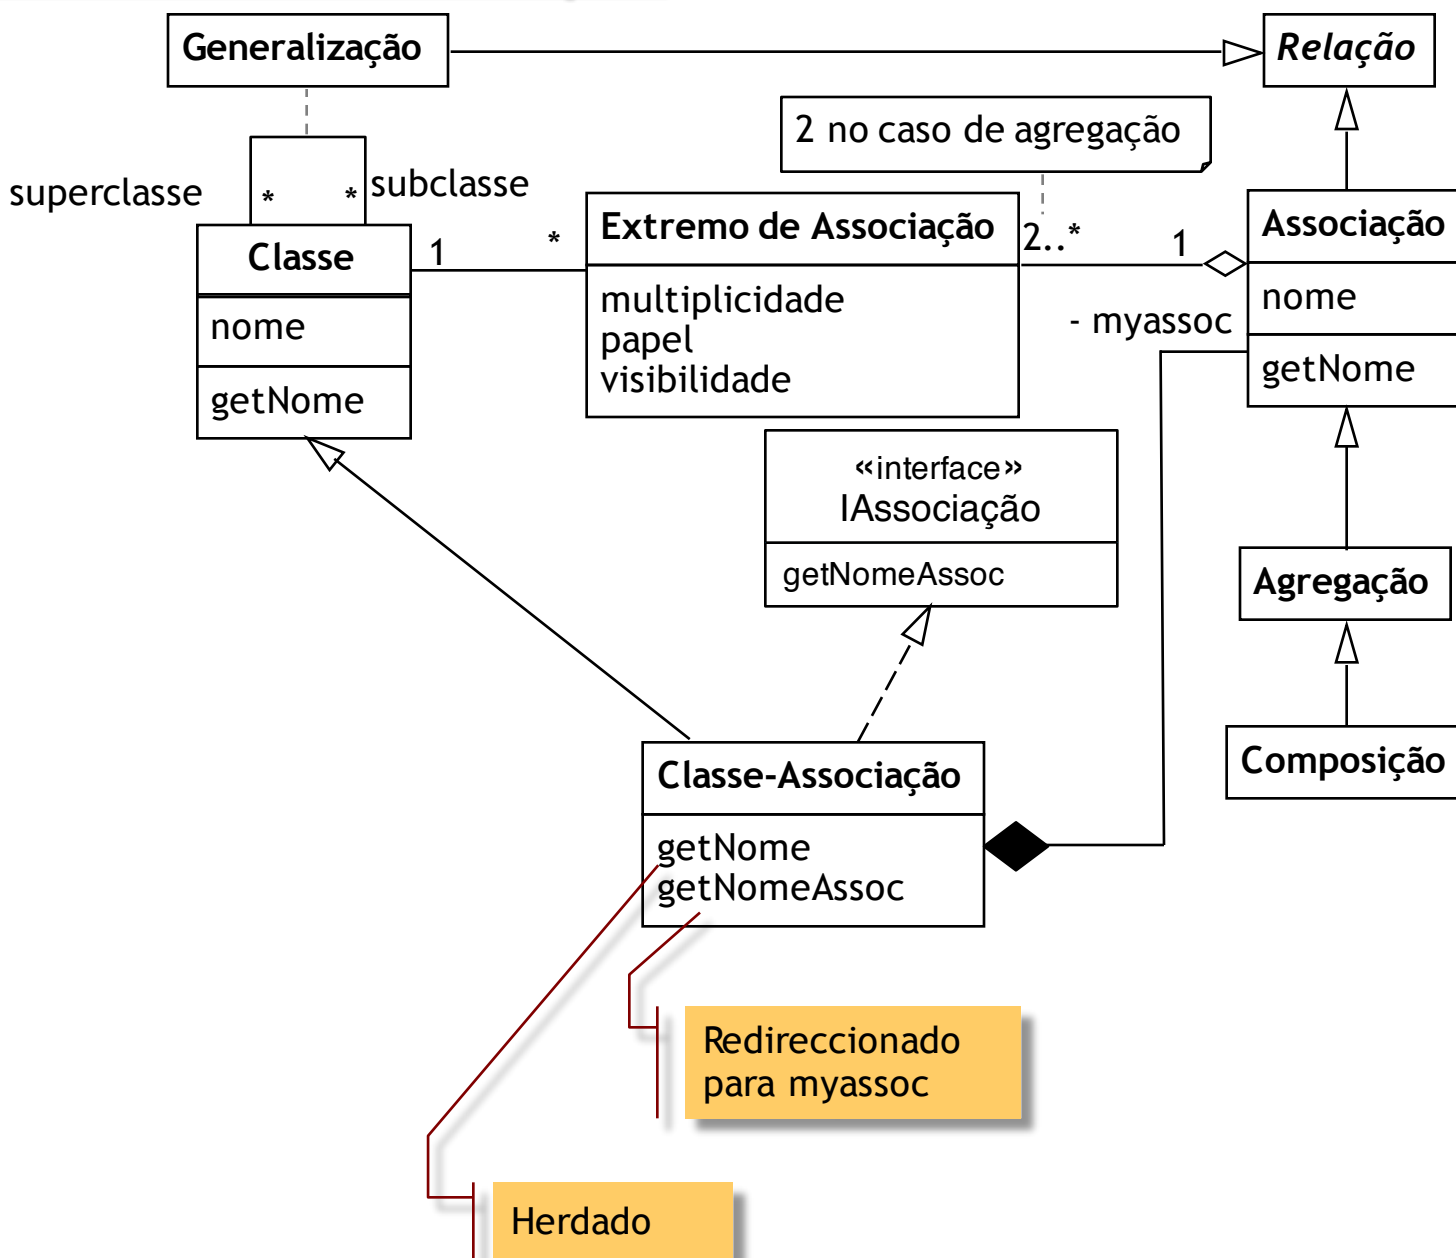 Generalização
Relação
2 no caso de agregação
superclasse
*
*
subclasse
Classe
1
*
Extremo de Associação
2..*
1
Associação
nome
getNome
multiplicidade
papel
visibilidade
- myassoc
nome
getNome
«interface»
IAssociação
getNomeAssoc
Agregação
Composição
Classe-Associação
getNome
getNomeAssoc
Redireccionado
para myassoc
Herdado